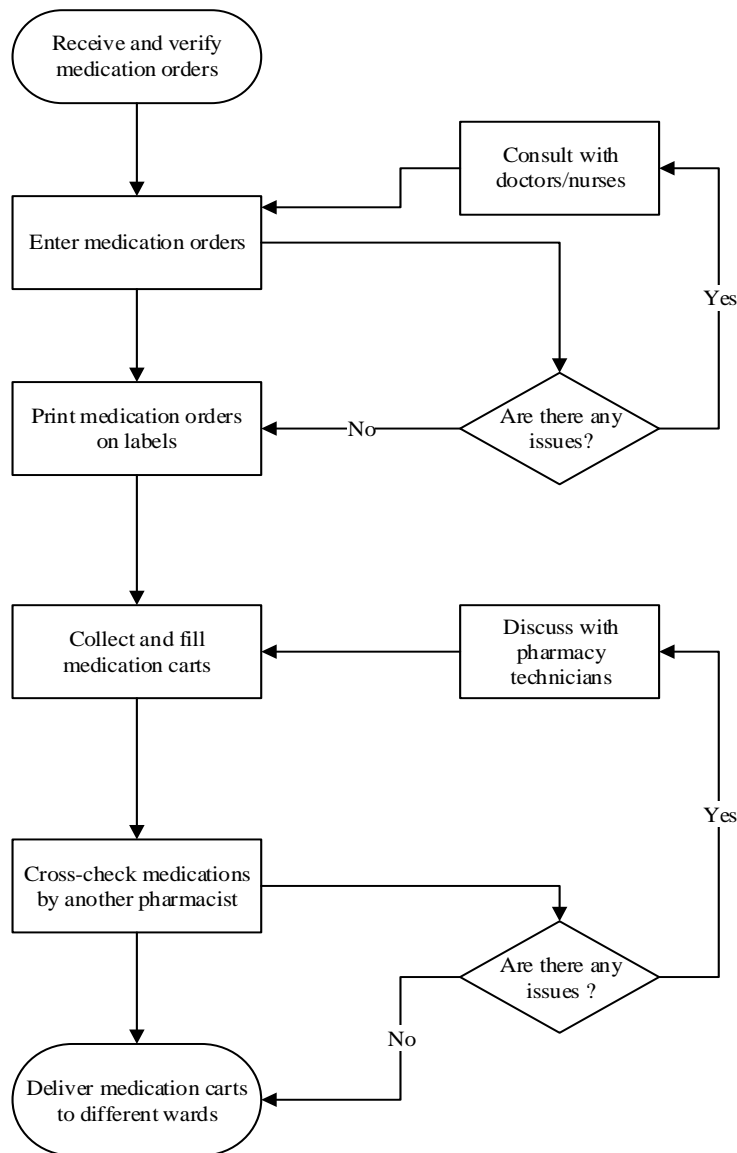 Receive and verify
medication orders
Consult with
doctors/nurses
Enter medication orders
Yes
Print medication orders
on labels
No
Are there any
issues?
Collect and fill
medication carts
Discuss with
pharmacy
technicians
Yes
Cross-check medications
by another pharmacist
Are there any
issues ?
No
Deliver medication carts
to different wards